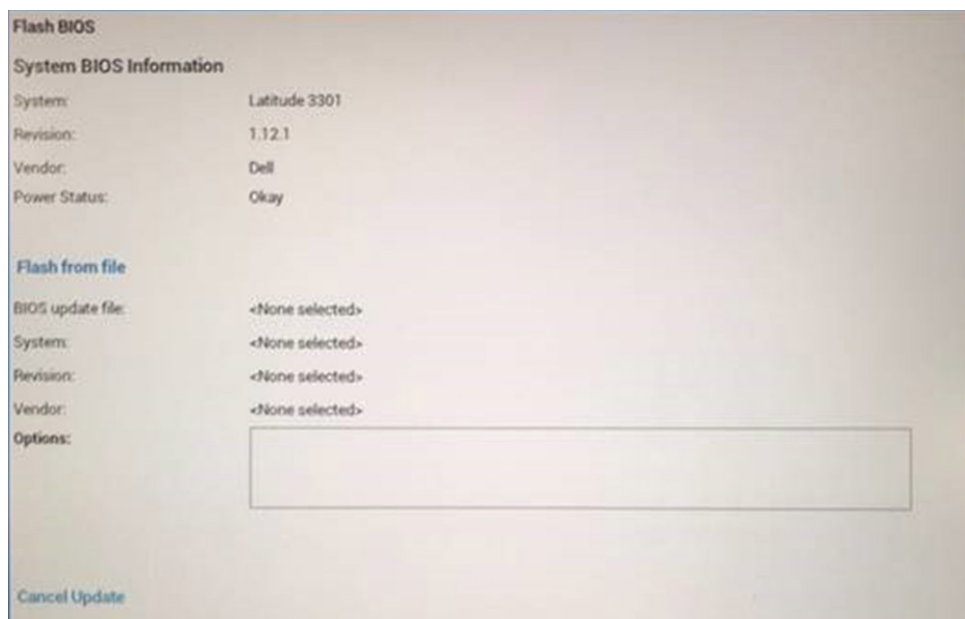 Flash BIOS
System BIOS Information
System: Latitude 3301
Revision: 1.12.1
Vendor: Dell
Power Status: Okay
Flash from file
BIOS update file: <None selected>
System: <None selected>
Revision: <None selected>
Vendor: <None selected>
Options:
Cancel Update